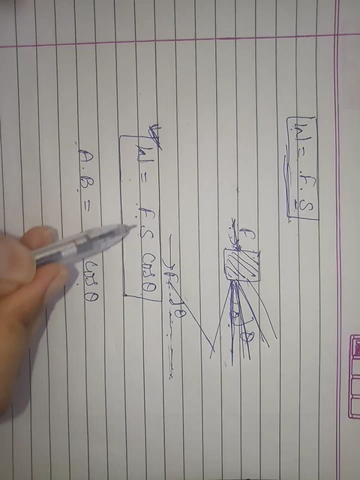 W = F.S
F
θ
W = F.S Cosθ
A.B = Cosθ